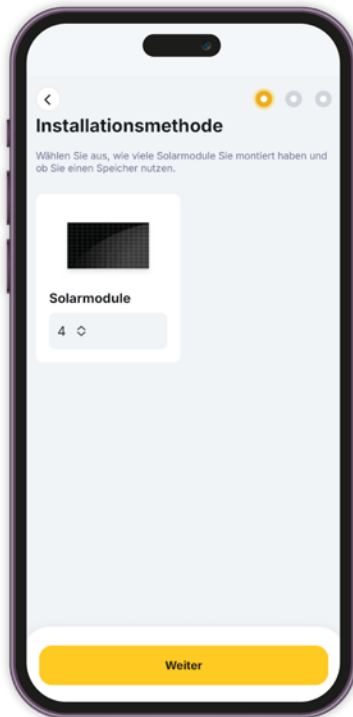 Installationsmethode
Wählen Sie aus, wie viele Solarmodule Sie montiert haben und
ob Sie einen Speicher nutzen.
Solarmodule
4
Weiter